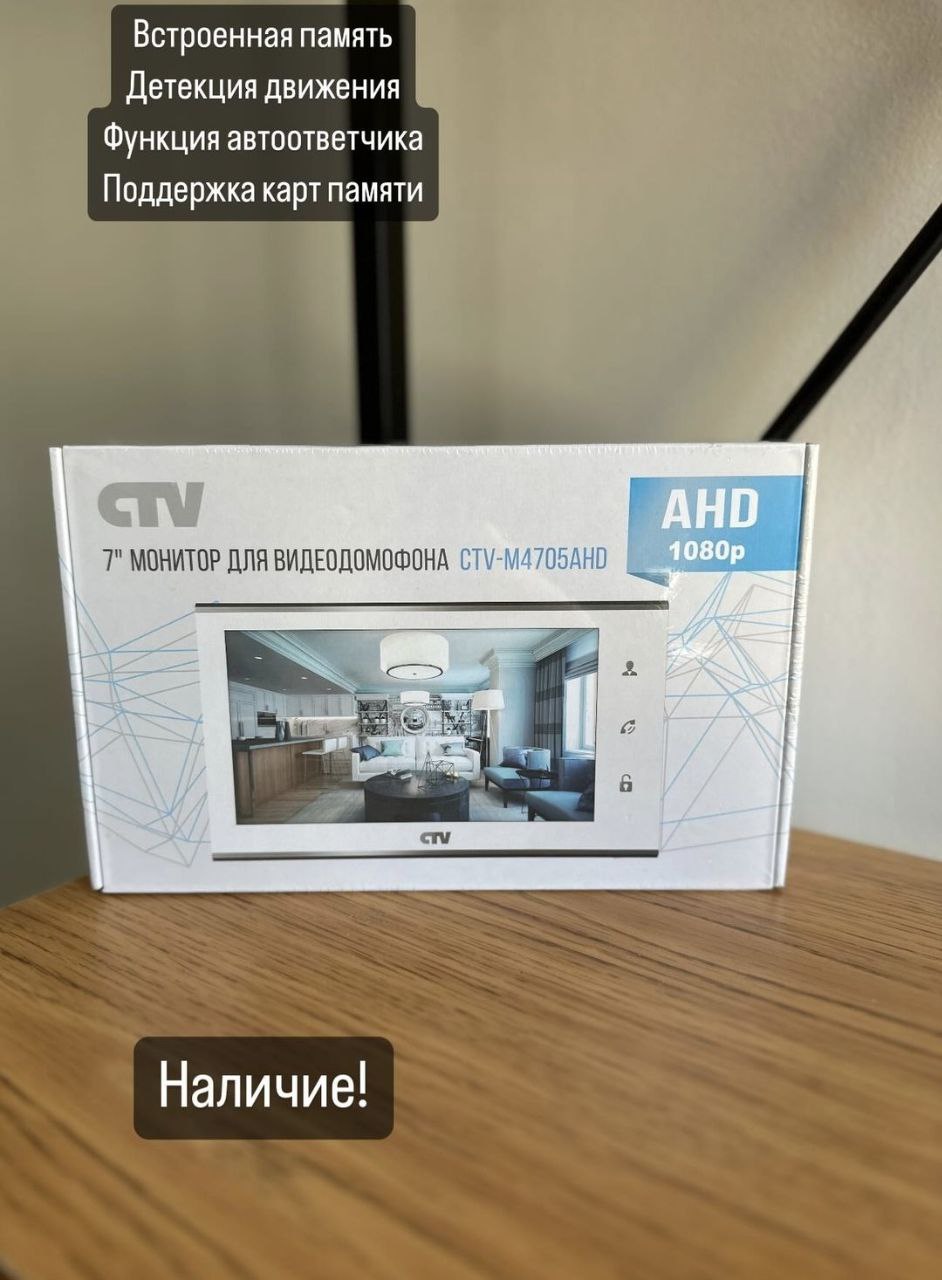 Встроенная память
Детекция движения
Функция автоответчика
Поддержка карт памяти
CTV
AHD
1080p
7" МОНИТОР ДЛЯ ВИДЕОДОМОФОНА CTV-M4705AHD
CTV
Наличие!